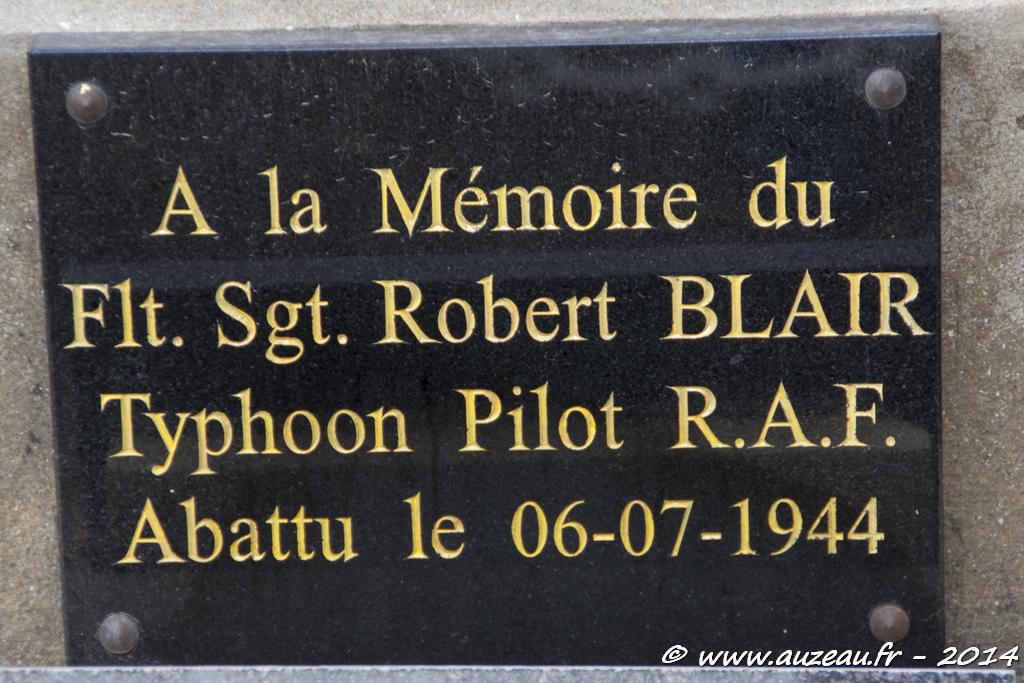 A la Mémoire du
Flt. Sgt. Robert BLAIR
Typhoon Pilot R.A.F.
Abattu le 06-07-1944
© www.auzeau.fr - 2014